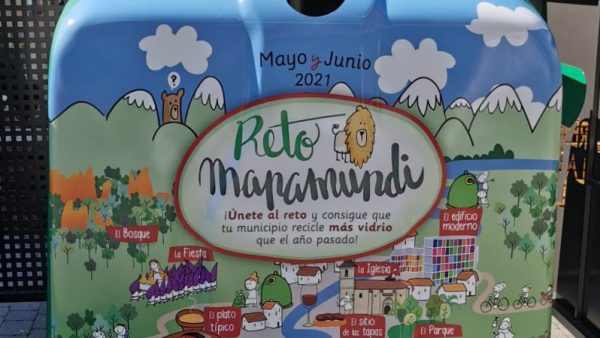 ?
Mayo y Junio
2021
Reto
Mapamundi
¡Únete al reto y consigue que
tu municipio recicle más vidrio
que el año pasado!
El edificio
moderno
El Bosque
La Fiesta
La Iglesia
El plato
típico
El sitio
de las tapas
El Parque